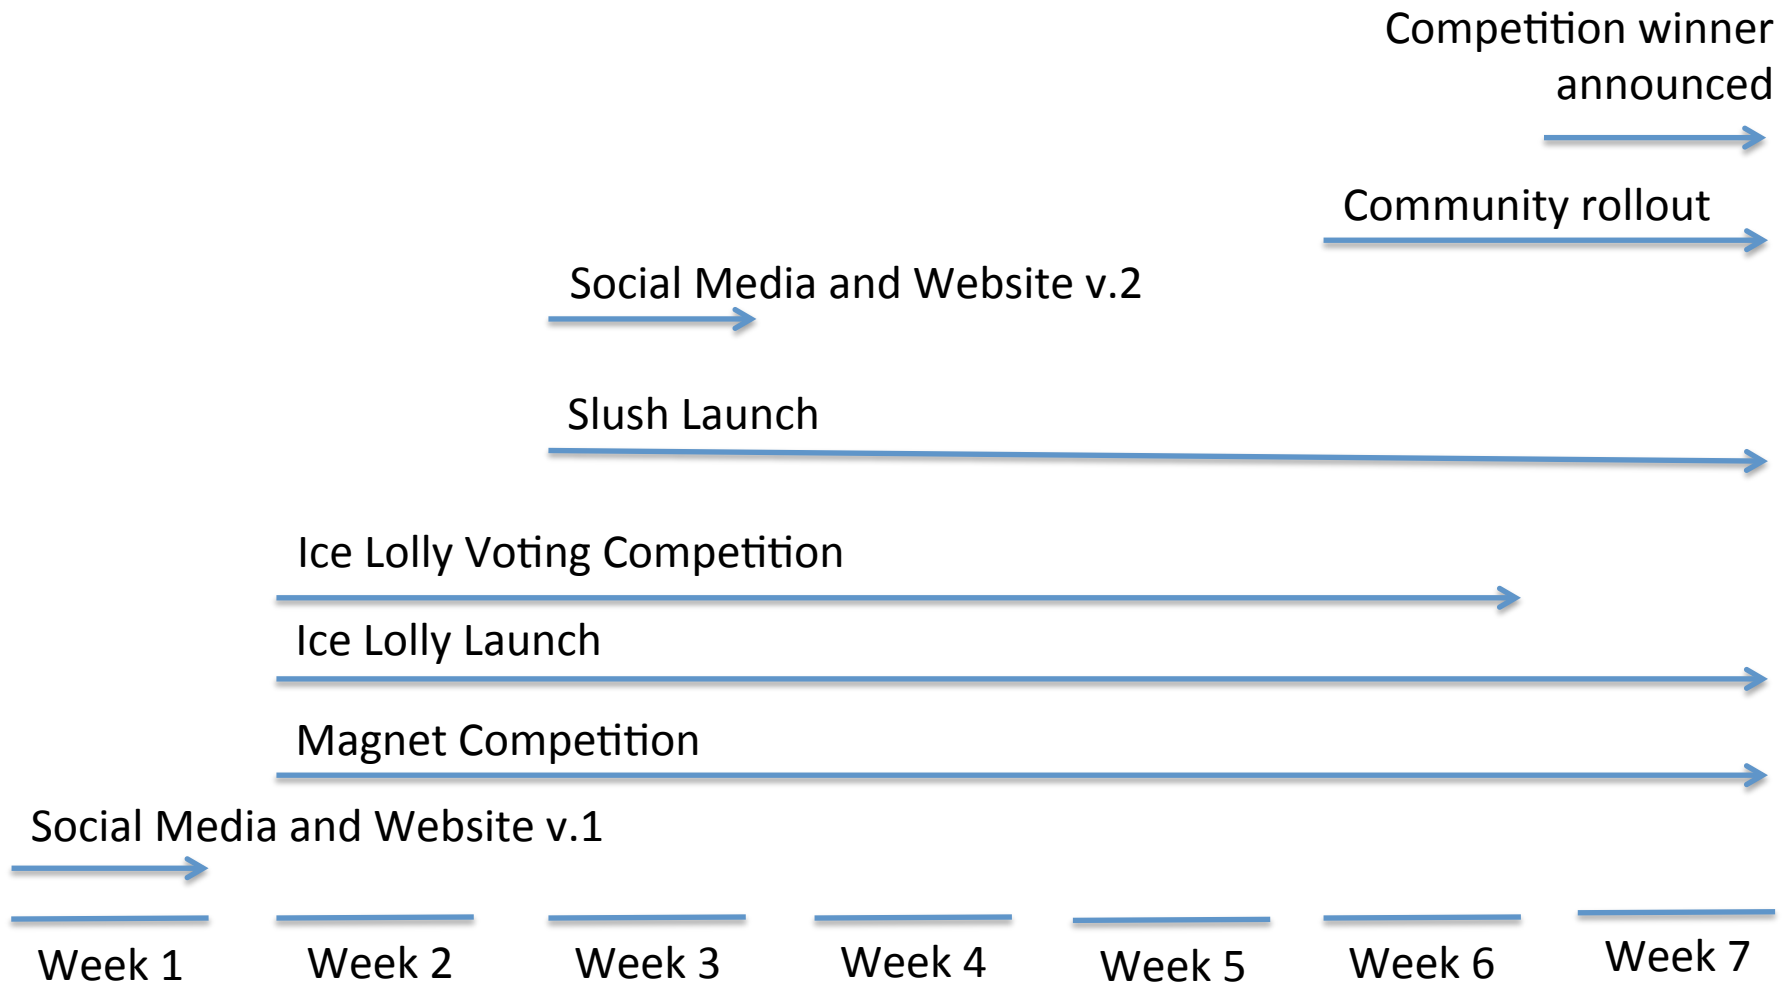 Competition winner
announced
Community rollout
Social Media and Website v.2
Slush Launch
Ice Lolly Voting Competition
Ice Lolly Launch
Magnet Competition
Social Media and Website v.1
Week 1
Week 2
Week 3
Week 4
Week 5
Week 6
Week 7